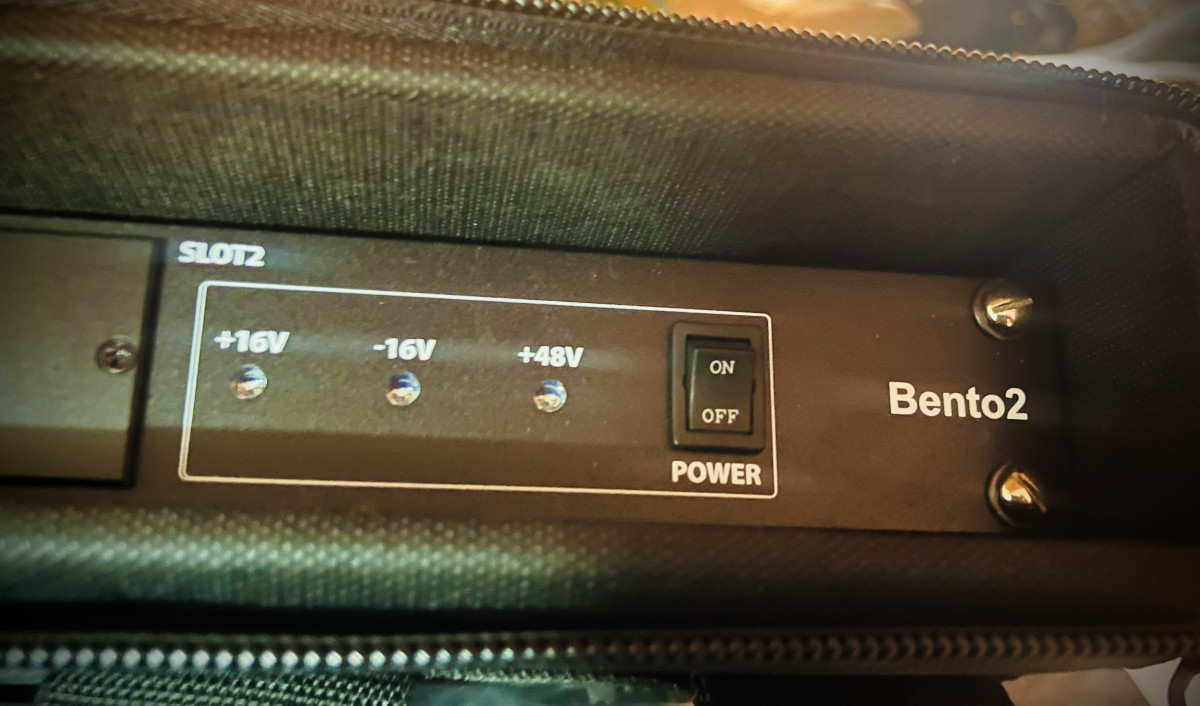 SLOT2
+16V
-16V
+48V
ON
OFF
POWER
Bento2